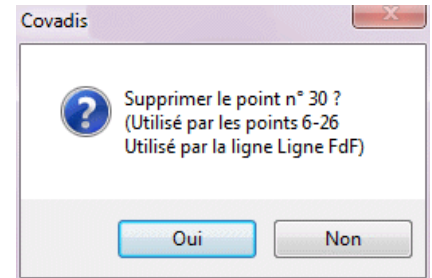 Covadis
Supprimer le point n° 30 ?
(Utilisé par les points 6-26
Utilisé par la ligne Ligne FdF)
Oui
Non